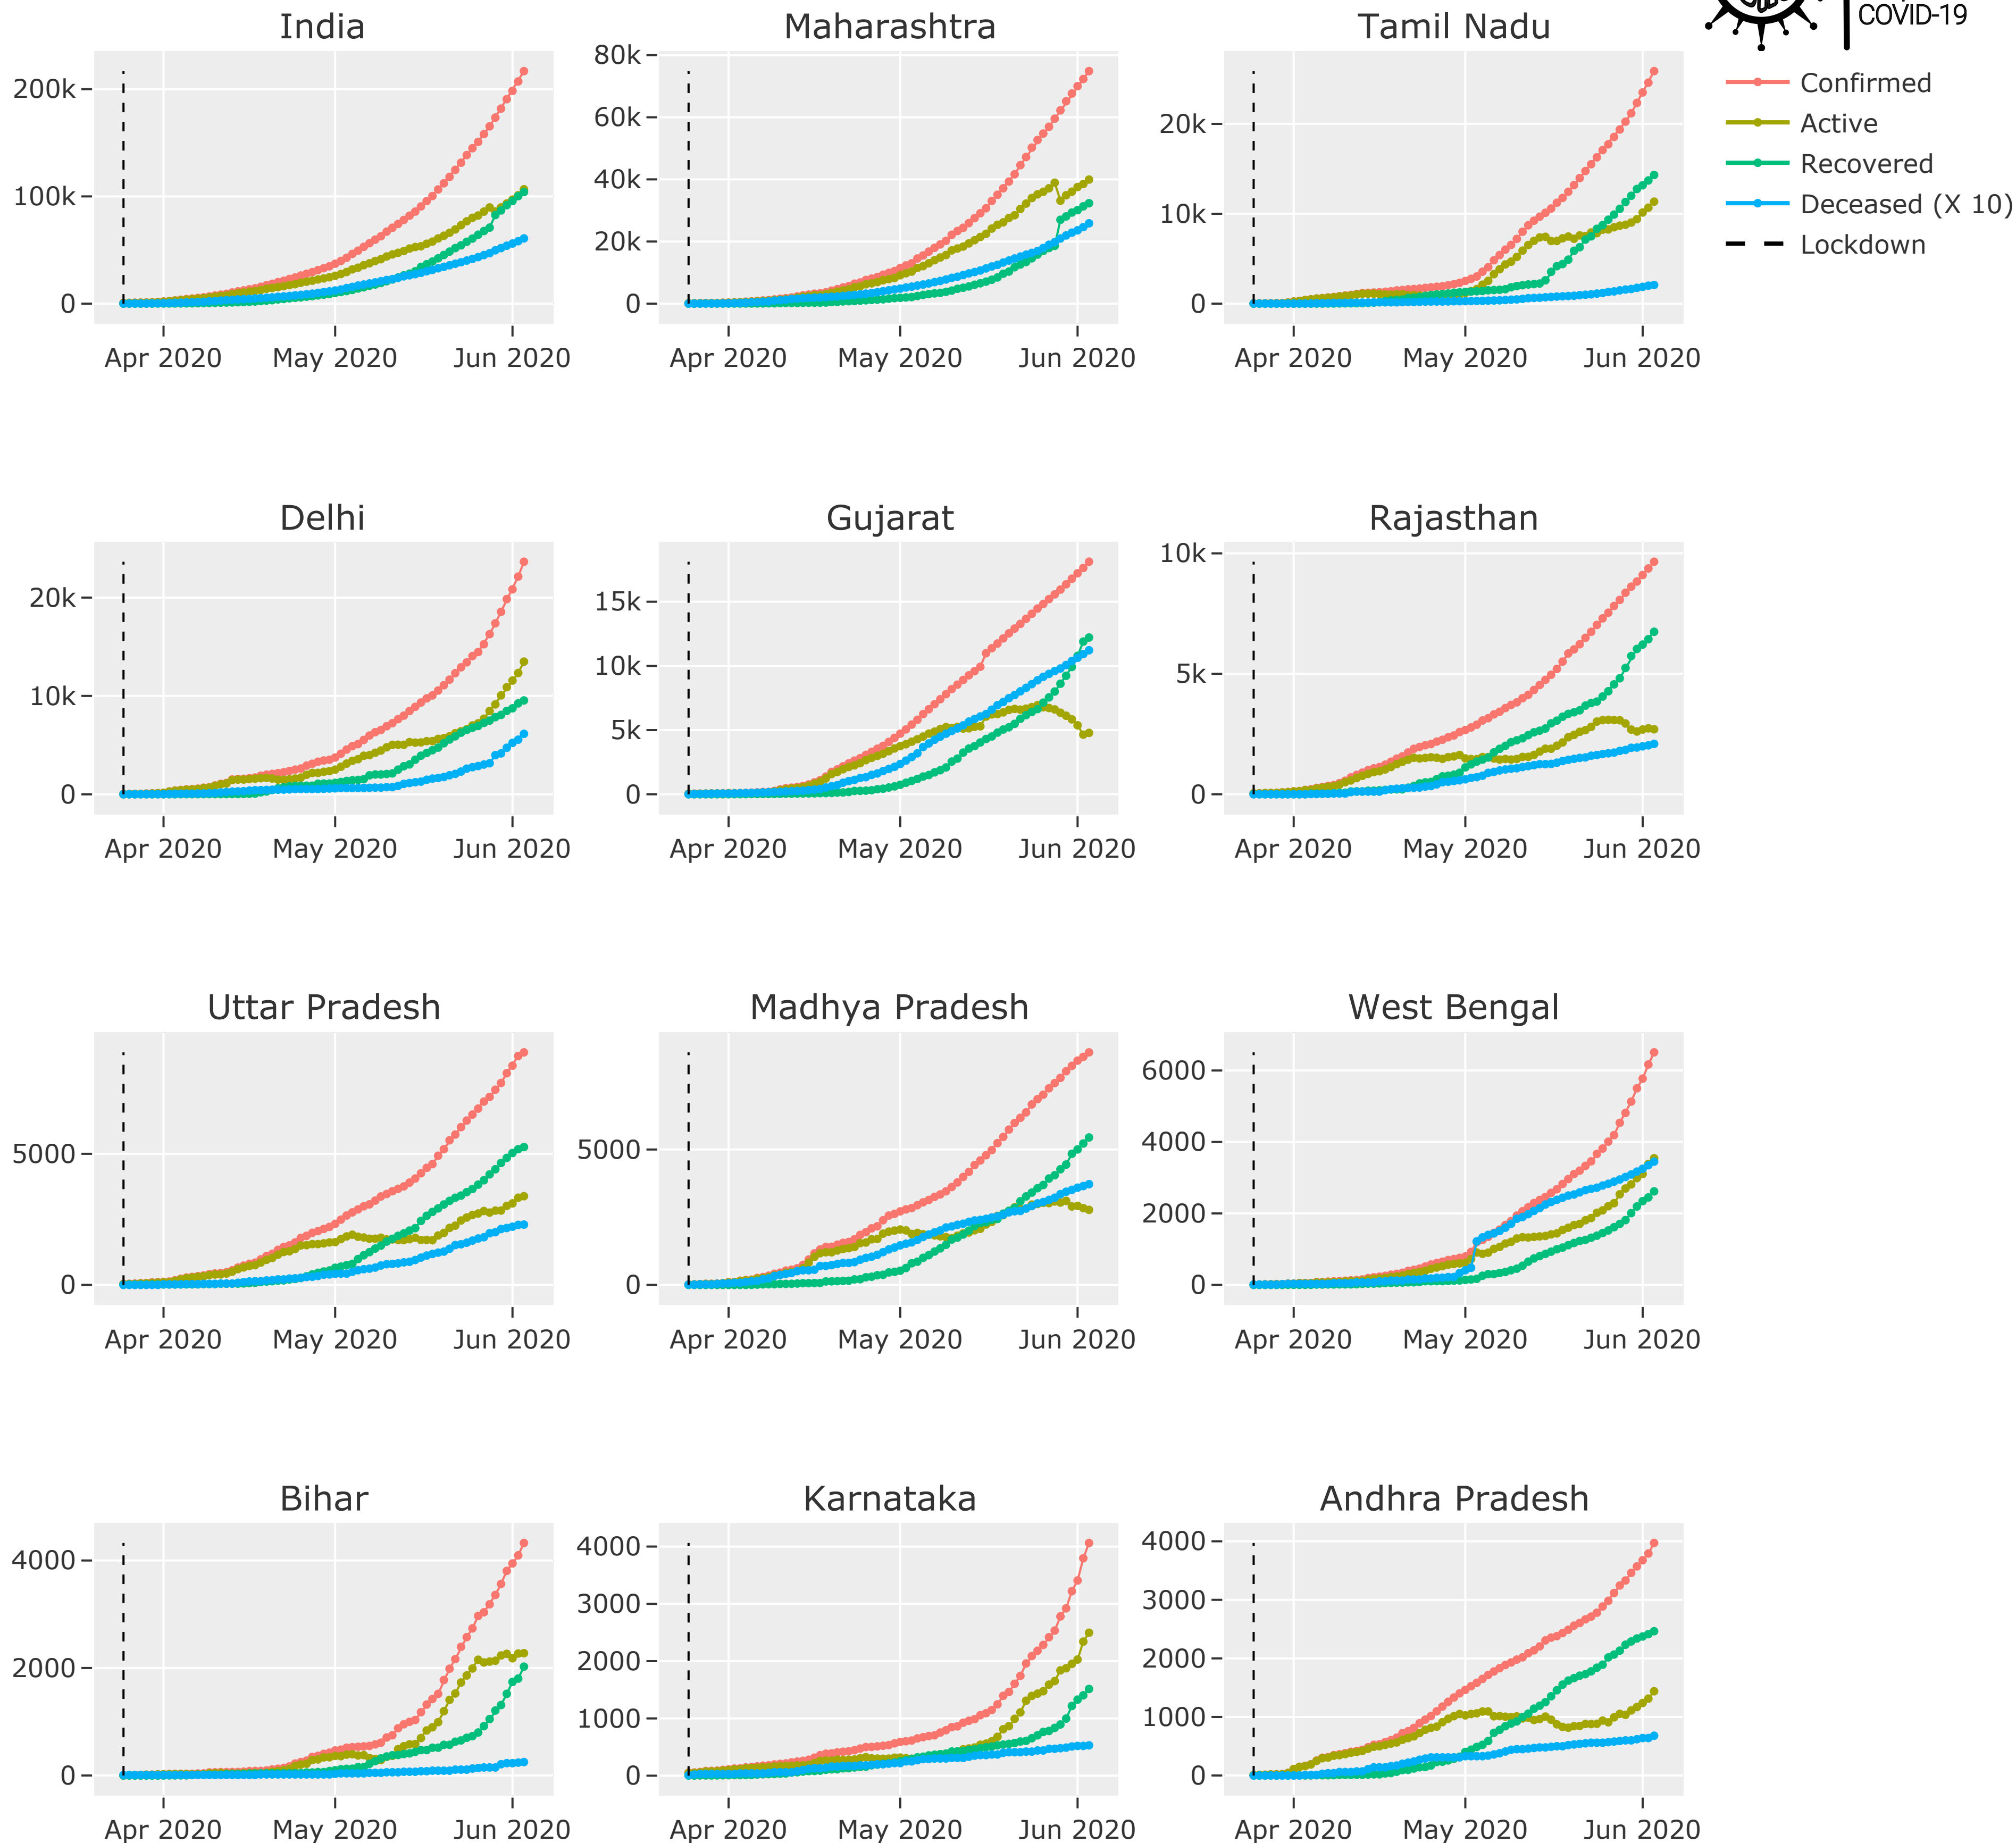 COVID-19
India
Maharashtra
Tamil Nadu
Confirmed
Active
Recovered
Deceased (X 10)
Lockdown
200k
100k
0
Apr 2020 May 2020 Jun 2020
80k
60k
40k
20k
0
Apr 2020 May 2020 Jun 2020
20k
10k
0
Apr 2020 May 2020 Jun 2020
Delhi
Gujarat
Rajasthan
20k
10k
0
Apr 2020 May 2020 Jun 2020
15k
10k
5k
0
Apr 2020 May 2020 Jun 2020
10k
5k
0
Apr 2020 May 2020 Jun 2020
Uttar Pradesh
Madhya Pradesh
West Bengal
5000
0
Apr 2020 May 2020 Jun 2020
5000
0
Apr 2020 May 2020 Jun 2020
6000
4000
2000
0
Apr 2020 May 2020 Jun 2020
Bihar
Karnataka
Andhra Pradesh
4000
2000
0
Apr 2020 May 2020 Jun 2020
4000
3000
2000
1000
0
Apr 2020 May 2020 Jun 2020
4000
3000
2000
1000
0
Apr 2020 May 2020 Jun 2020